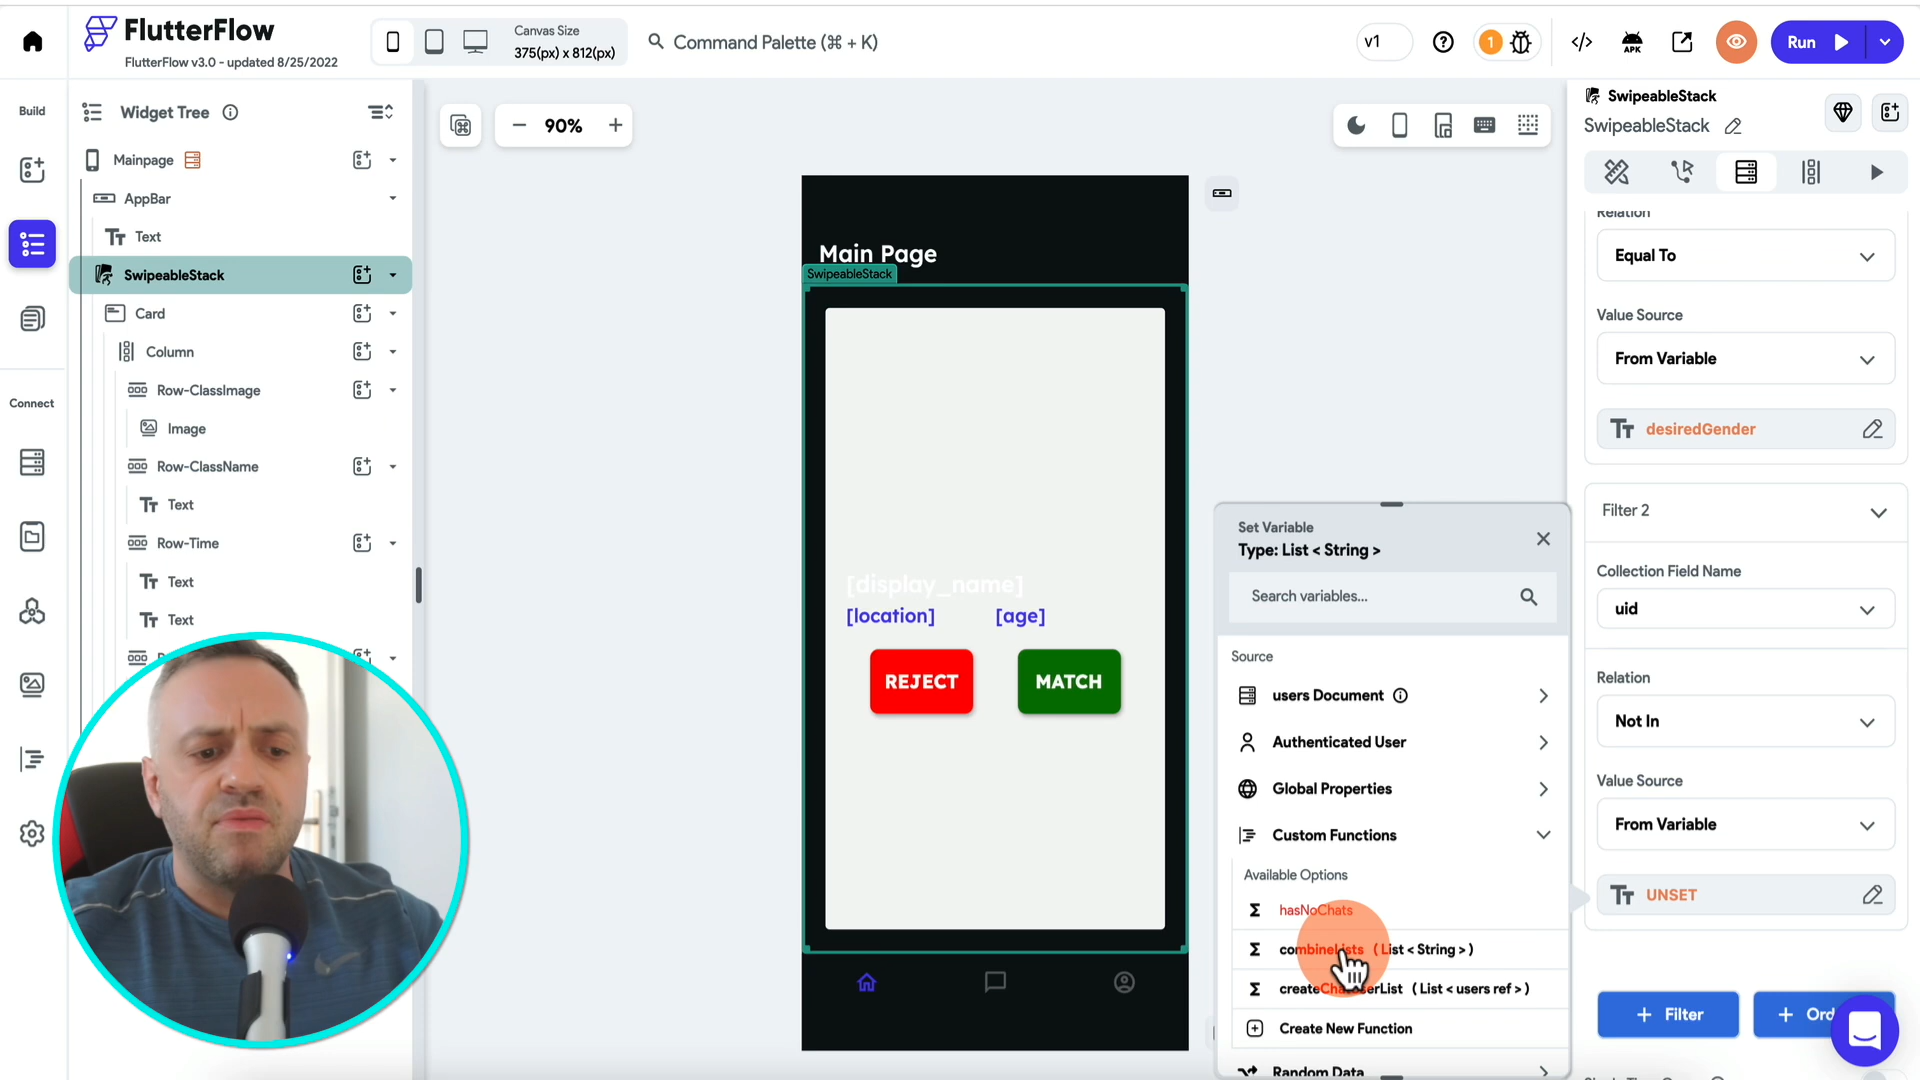 FlutterFlow
FlutterFlow v3.0 - updated 8/25/2022
Canvas Size
375(px) x 812(px)
Command Palette (⌘ + K)
v1
1
APK
Run
Build
Connect
Widget Tree
Mainpage
AppBar
Text
SwipeableStack
Card
Column
Row-ClassImage
Image
Row-ClassName
Text
Row-Time
Text
Text
90%
Main Page
SwipeableStack
[display_name]
[location] [age]
REJECT MATCH
Set Variable
Type: List < String >
Search variables...
Source
users Document
Authenticated User
Global Properties
Custom Functions
Available Options
hasNoChats
combineLists ( List < String > )
( List < users ref > )
Create New Function
Random Data
SwipeableStack
SwipeableStack
Relation
Equal To
Value Source
From Variable
desiredGender
Filter 2
Collection Field Name
uid
Relation
Not In
Value Source
From Variable
UNSET
+ Filter
+ Ord